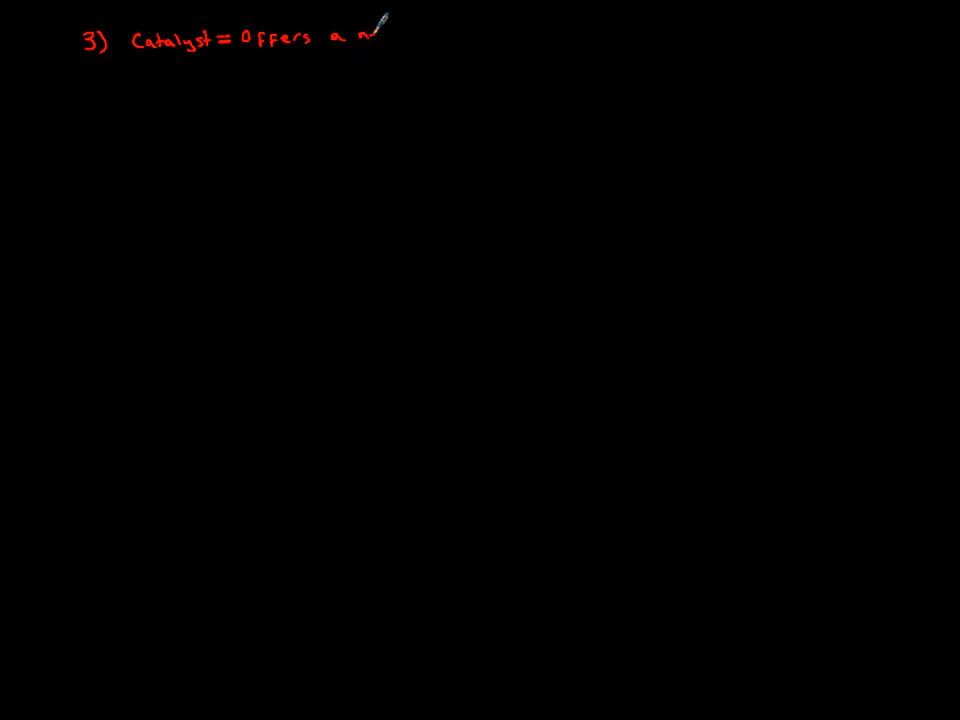 3) Catalyst = Offers a n